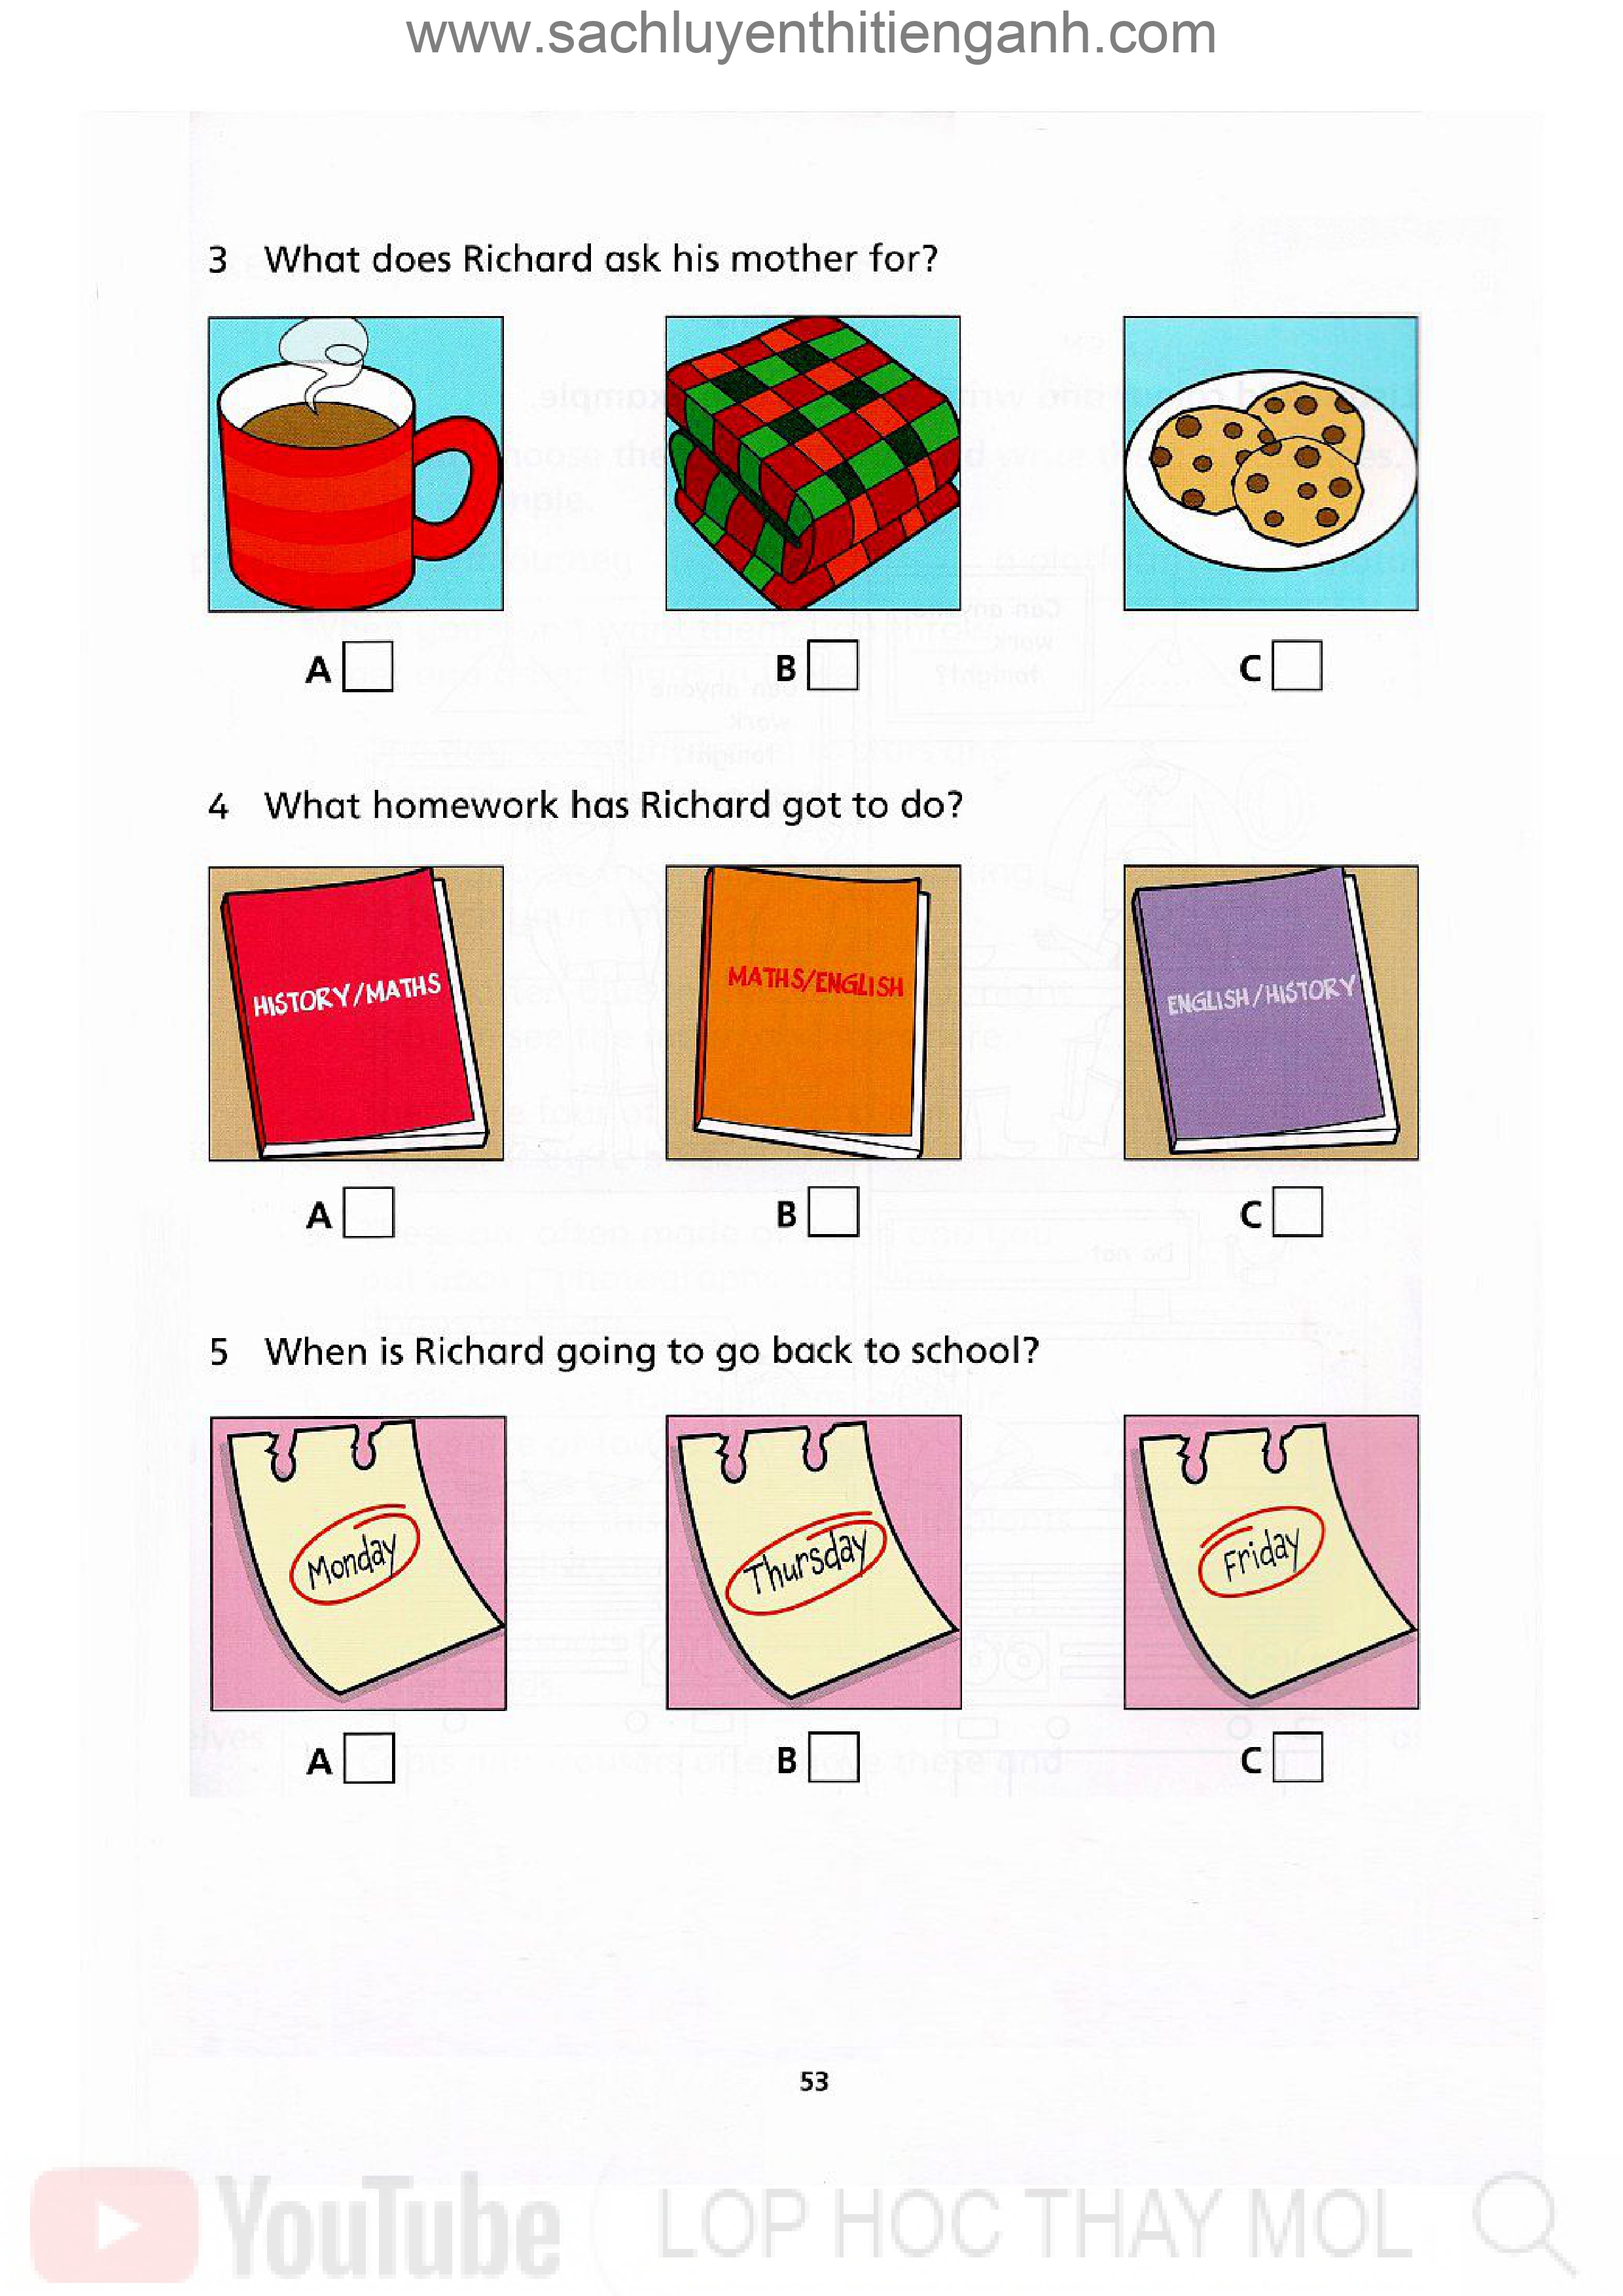 www.sachluyenthitienganh.com
3 What does Richard ask his mother for?
A B C
4 What homework has Richard got to do?
HISTORY/MATHS MATHS/ENGLISH ENGLISH/HISTORY
A B C
5 When is Richard going to go back to school?
Monday Thursday Friday
A B C
53
YouTube LOP HOC THAY MOL